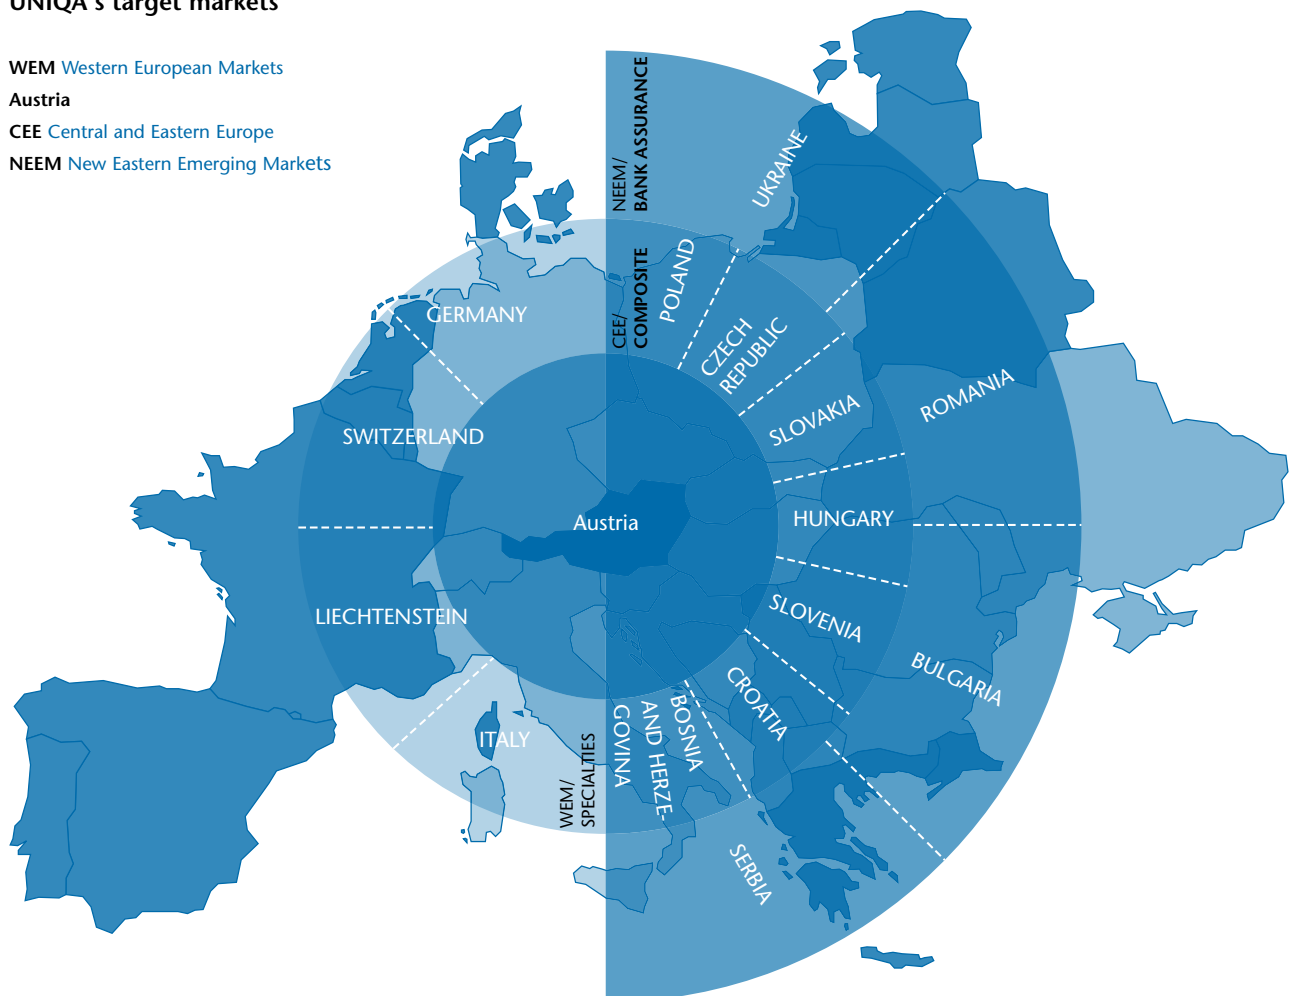 UNIQA's target markets
WEM Western European Markets
Austria
CEE Central and Eastern Europe
NEEM New Eastern Emerging Markets
NEEM/
BANK ASSURANCE
UKRAINE
CEE/
COMPOSITE
POLAND
CZECH
REPUBLIC
GERMANY
SLOVAKIA
ROMANIA
SWITZERLAND
Austria
HUNGARY
LIECHTENSTEIN
SLOVENIA
BULGARIA
CROATIA
BOSNIA
AND HERZE-
GOVINA
ITALY
WEM/
SPECIALTIES
SERBIA